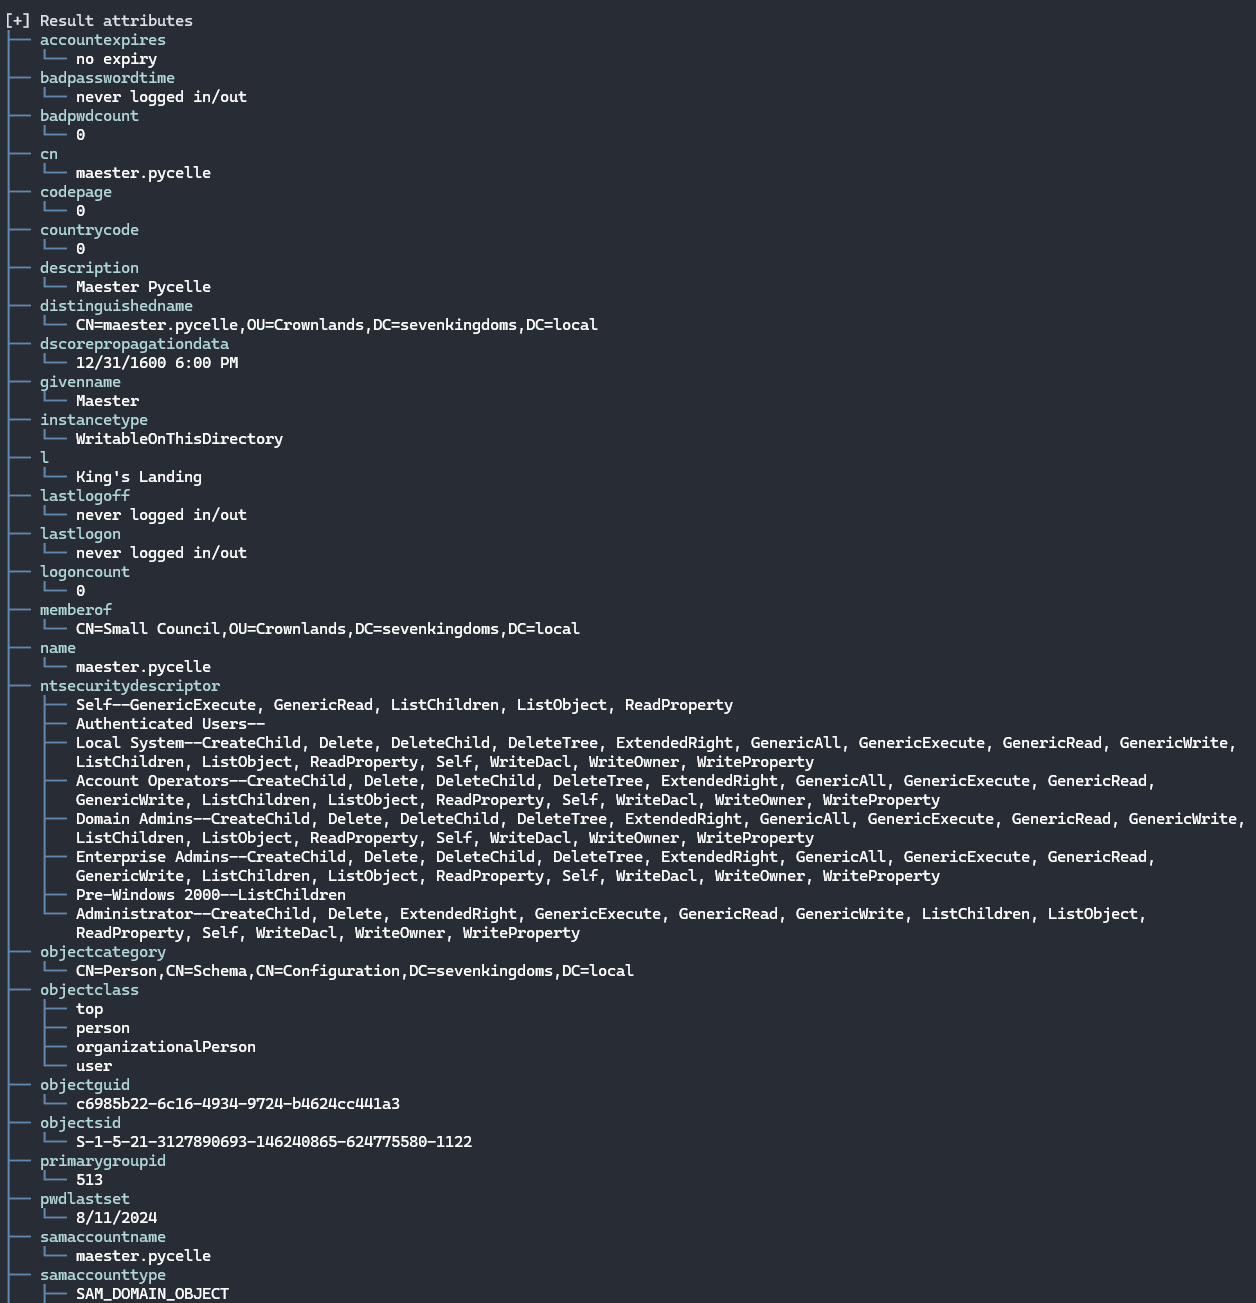 [+] Result attributes
accountexpires
no expiry
badpasswordtime
never logged in/out
badpwdcount
0
cn
maester.pycelle
codepage
0
countrycode
0
description
Maester Pycelle
distinguishedname
CN=maester.pycelle,OU=Crownlands,DC=sevenkingdoms,DC=local
dscorepropagationdata
12/31/1600 6:00 PM
givenname
Maester
instancetype
WritableOnThisDirectory
l
King's Landing
lastlogoff
never logged in/out
lastlogon
never logged in/out
logoncount
0
memberof
CN=Small Council,OU=Crownlands,DC=sevenkingdoms,DC=local
name
maester.pycelle
ntsecuritydescriptor
Self--GenericExecute, GenericRead, ListChildren, ListObject, ReadProperty
Authenticated Users--
Local System--CreateChild, Delete, DeleteChild, DeleteTree, ExtendedRight, GenericAll, GenericExecute, GenericRead, GenericWrite,
ListChildren, ListObject, ReadProperty, Self, WriteDacl, WriteOwner, WriteProperty
Account Operators--CreateChild, Delete, DeleteChild, DeleteTree, ExtendedRight, GenericAll, GenericExecute, GenericRead,
GenericWrite, ListChildren, ListObject, ReadProperty, Self, WriteDacl, WriteOwner, WriteProperty
Domain Admins--CreateChild, Delete, DeleteChild, DeleteTree, ExtendedRight, GenericAll, GenericExecute, GenericRead, GenericWrite,
ListChildren, ListObject, ReadProperty, Self, WriteDacl, WriteOwner, WriteProperty
Enterprise Admins--CreateChild, Delete, DeleteChild, DeleteTree, ExtendedRight, GenericAll, GenericExecute, GenericRead,
GenericWrite, ListChildren, ListObject, ReadProperty, Self, WriteDacl, WriteOwner, WriteProperty
Pre-Windows 2000--ListChildren
Administrator--CreateChild, Delete, ExtendedRight, GenericExecute, GenericRead, GenericWrite, ListChildren, ListObject,
ReadProperty, Self, WriteDacl, WriteOwner, WriteProperty
objectcategory
CN=Person,CN=Schema,CN=Configuration,DC=sevenkingdoms,DC=local
objectclass
top
person
organizationalPerson
user
objectguid
c6985b22-6c16-4934-9724-b4624cc441a3
objectsid
S-1-5-21-3127890693-146240865-624775580-1122
primarygroupid
513
pwdlastset
8/11/2024
samaccountname
maester.pycelle
samaccounttype
SAM_DOMAIN_OBJECT